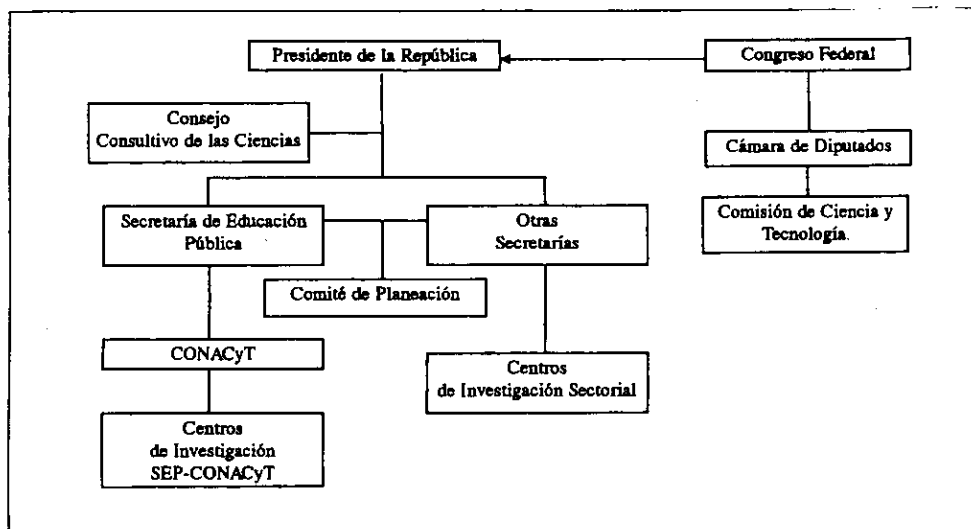 Presidente de la República
Congreso Federal
Consejo
Consultivo de las Ciencias
Cámara de Diputados
Secretaría de Educación
Pública
Otras
Secretarías
Comisión de Ciencia y
Tecnología.
Comité de Planeación
CONACyT
Centros
de Investigación Sectorial
Centros
de Investigación
SEP-CONACyT